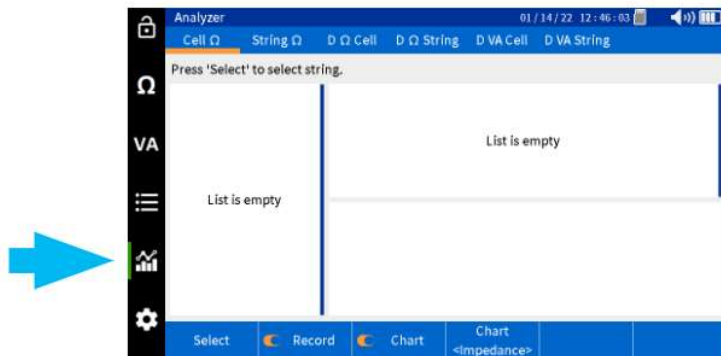 Analyzer 01/14/22 12:46:03
Cell Ω String Ω D Ω Cell D Ω String D VA Cell D VA String
Press 'Select' to select string.
Ω
VA
List is empty
List is empty
Select Record Chart Chart
<Impedance>